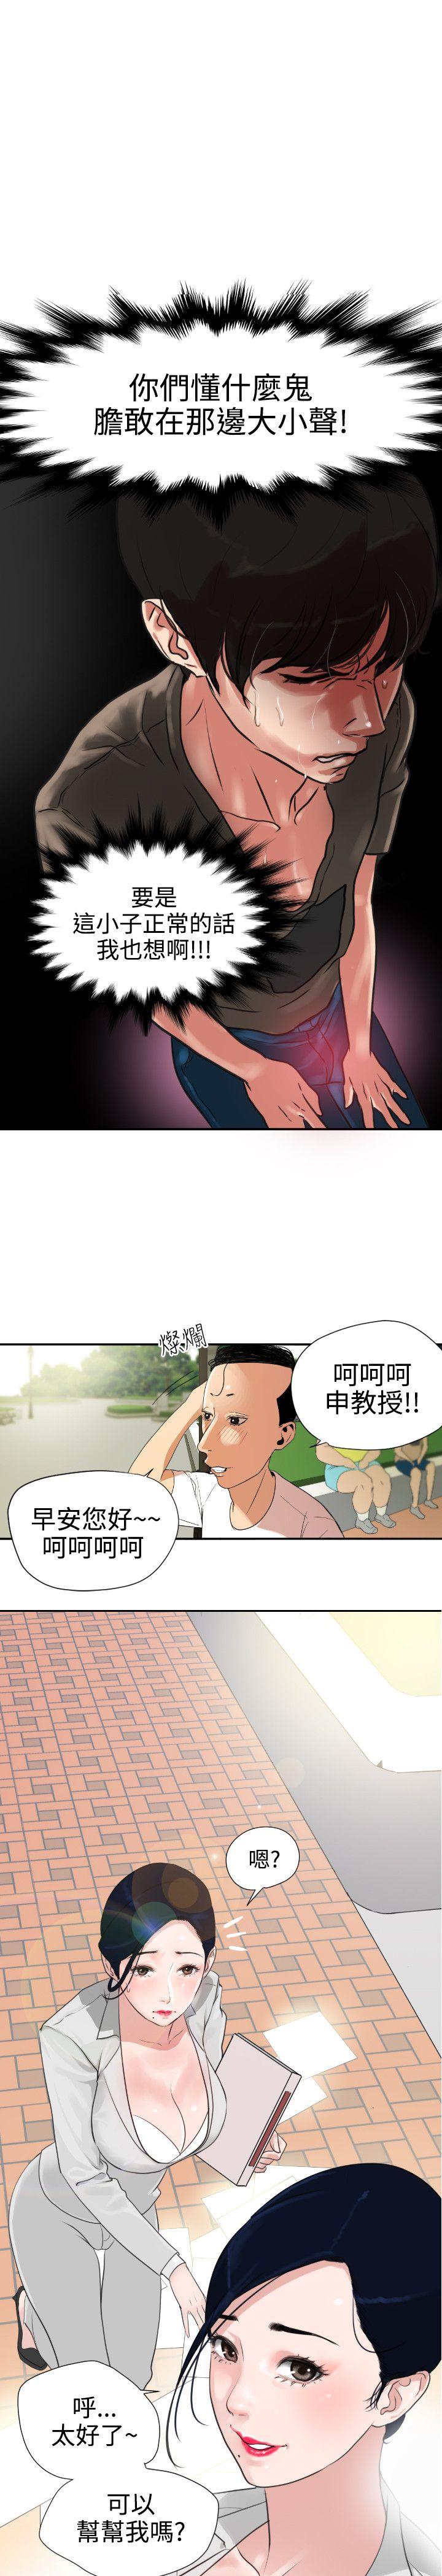 你們懂什麼鬼
膽敢在那邊大小聲!
要是
這小子正常的話
我也想啊!!!
燦爛
呵呵呵
申教授!!
早安您好~~
呵呵呵呵
嗯?
呼...
太好了~
可以
幫幫我嗎?